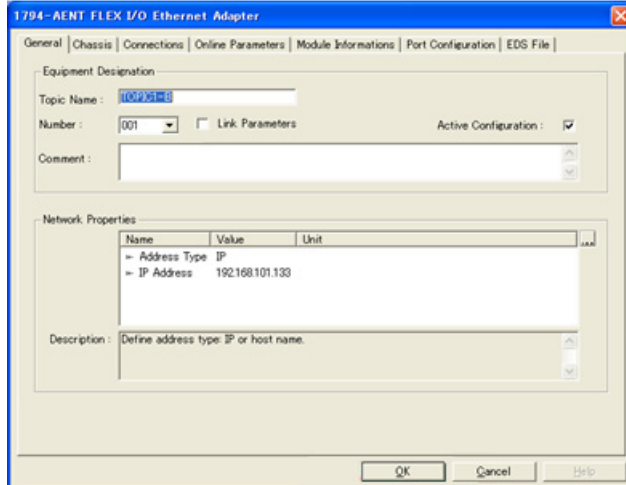 1794-AENT FLEX I/O Ethernet Adapter
General Chassis Connections Online Parameters Module Informations Port Configuration EDS File
Equipment Designation
Topic Name : TOPIC1-B
Number : 001 Link Parameters Active Configuration :
Comment :
Network Properties
Name Value Unit
Address Type IP
IP Address 192.168.101.133
...
Description : Define address type: IP or host name.
OK Cancel Help